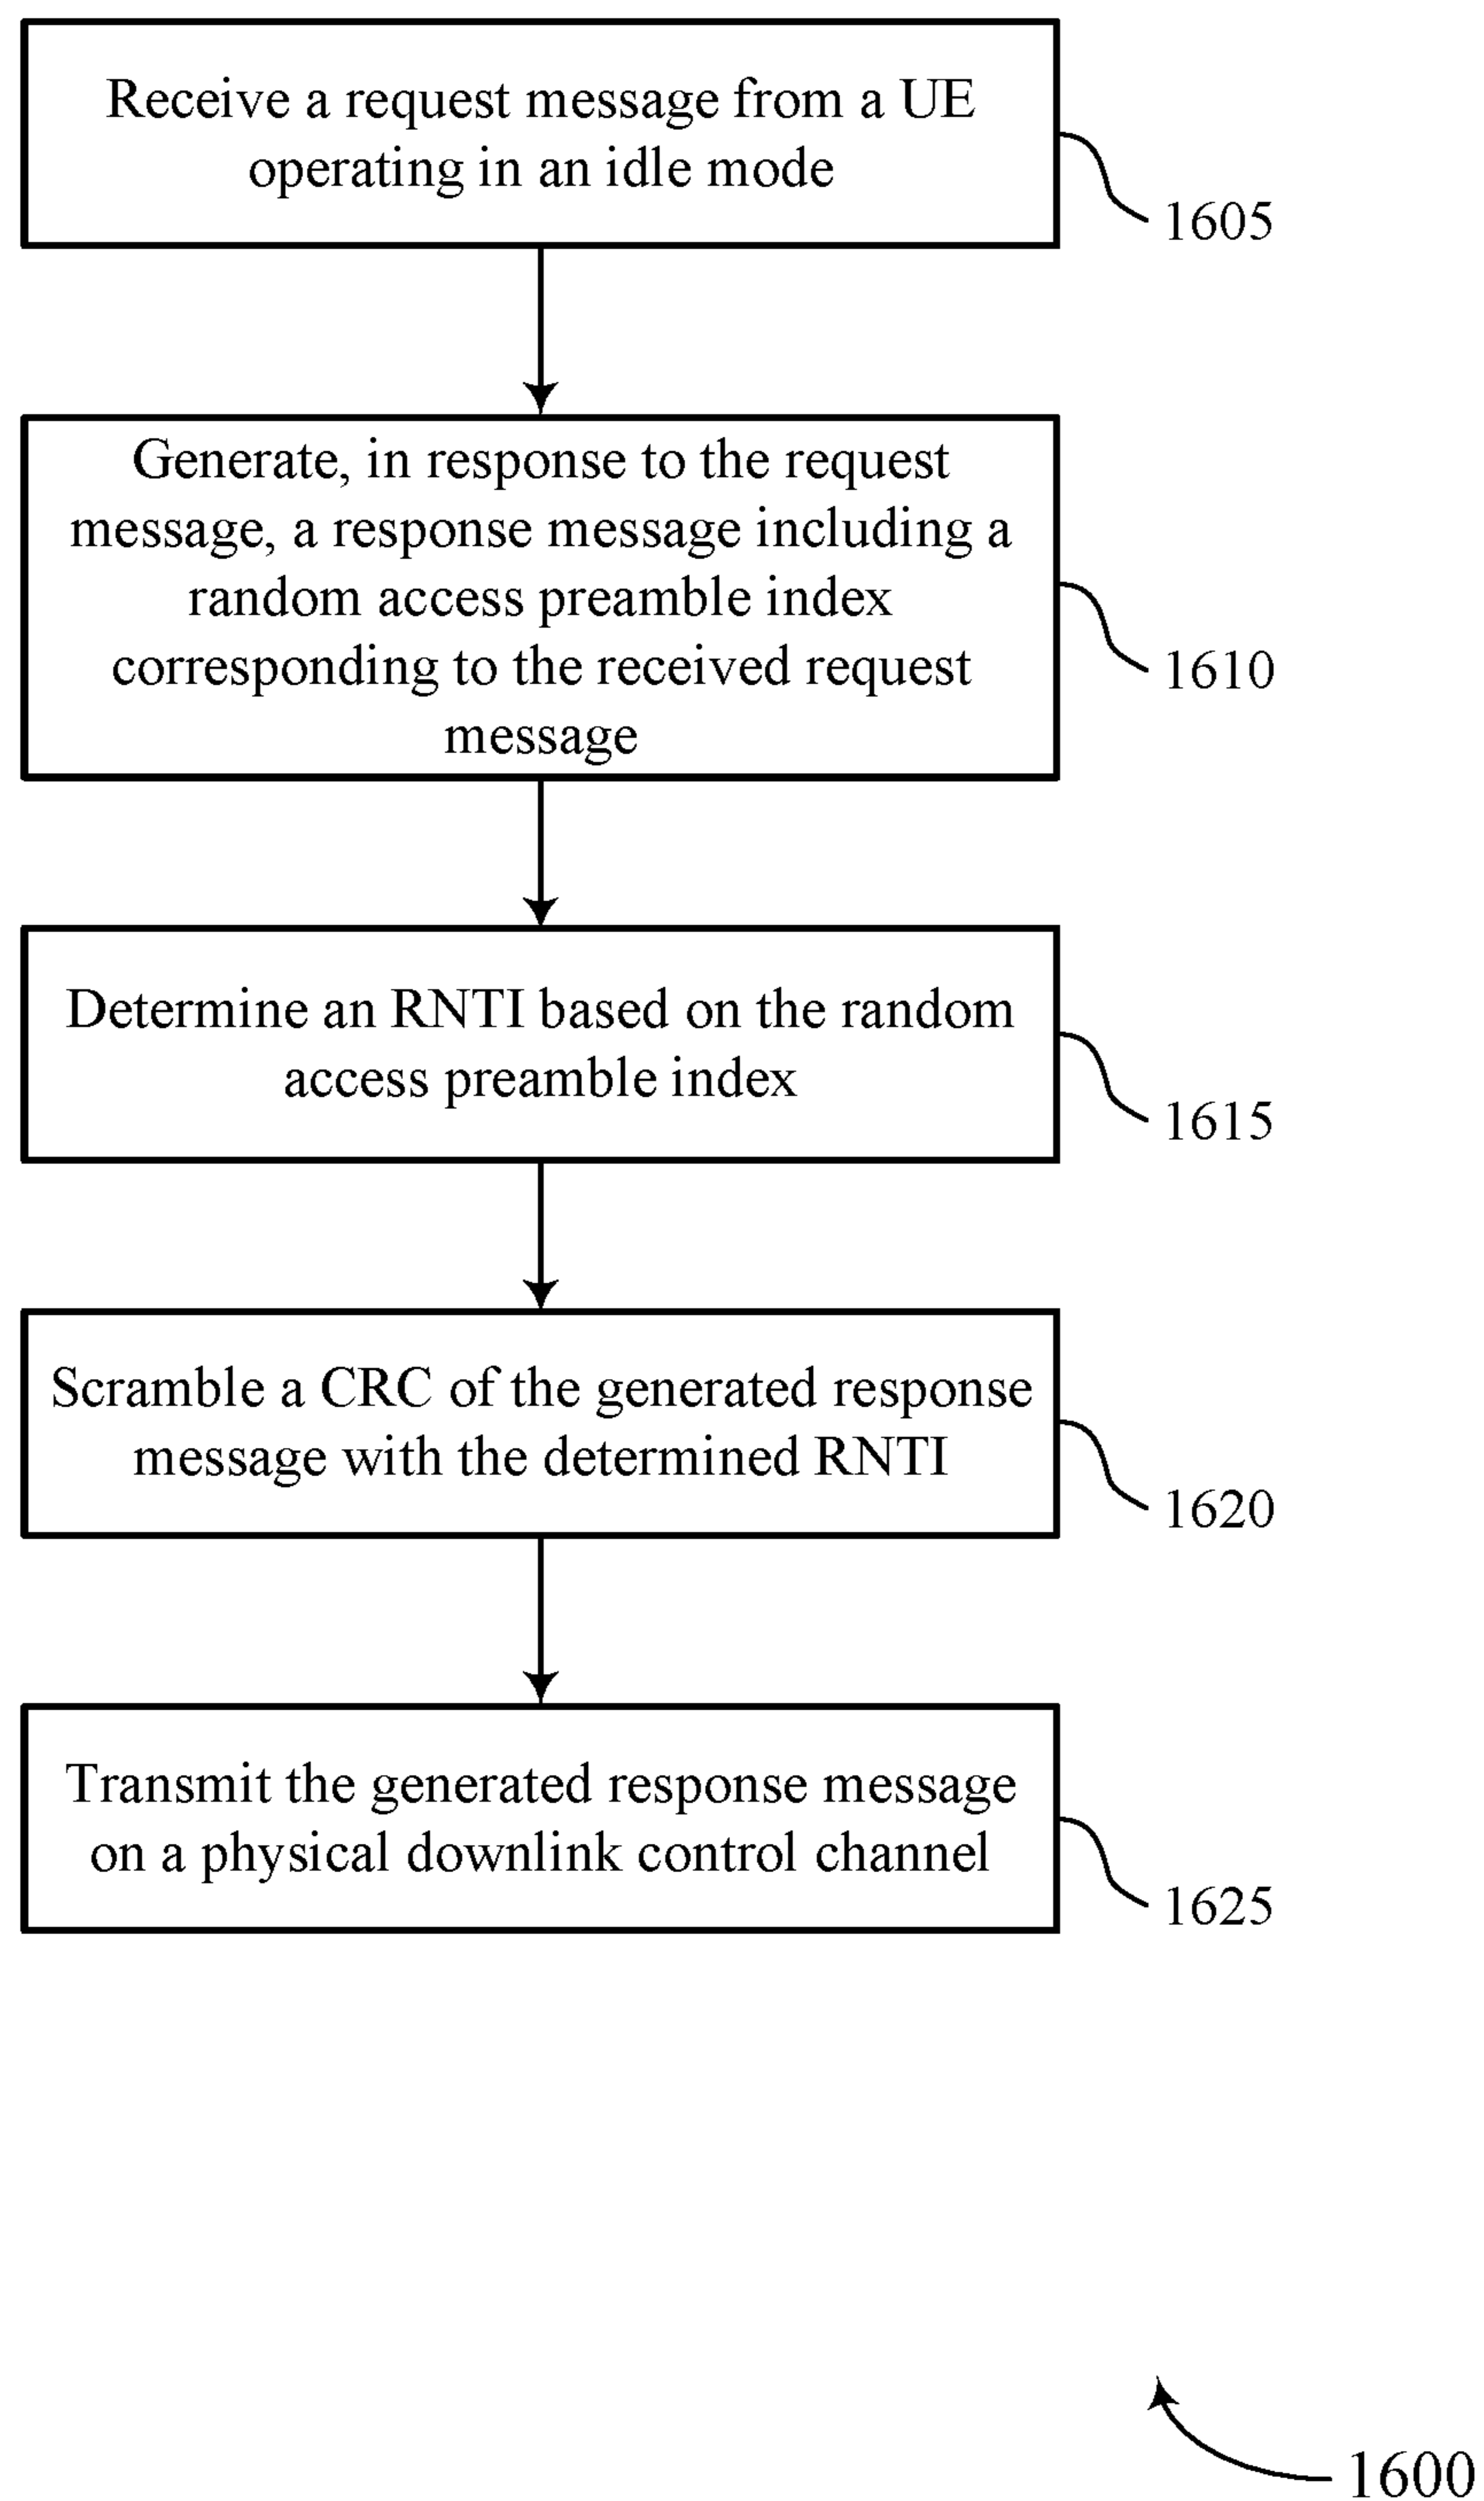 Receive a request message from a UE
operating in an idle mode
1605
Generate, in response to the request
message, a response message including a
random access preamble index
corresponding to the received request
message
1610
Determine an RNTI based on the random
access preamble index
1615
Scramble a CRC of the generated response
message with the determined RNTI
1620
Transmit the generated response message
on a physical downlink control channel
1625
1600